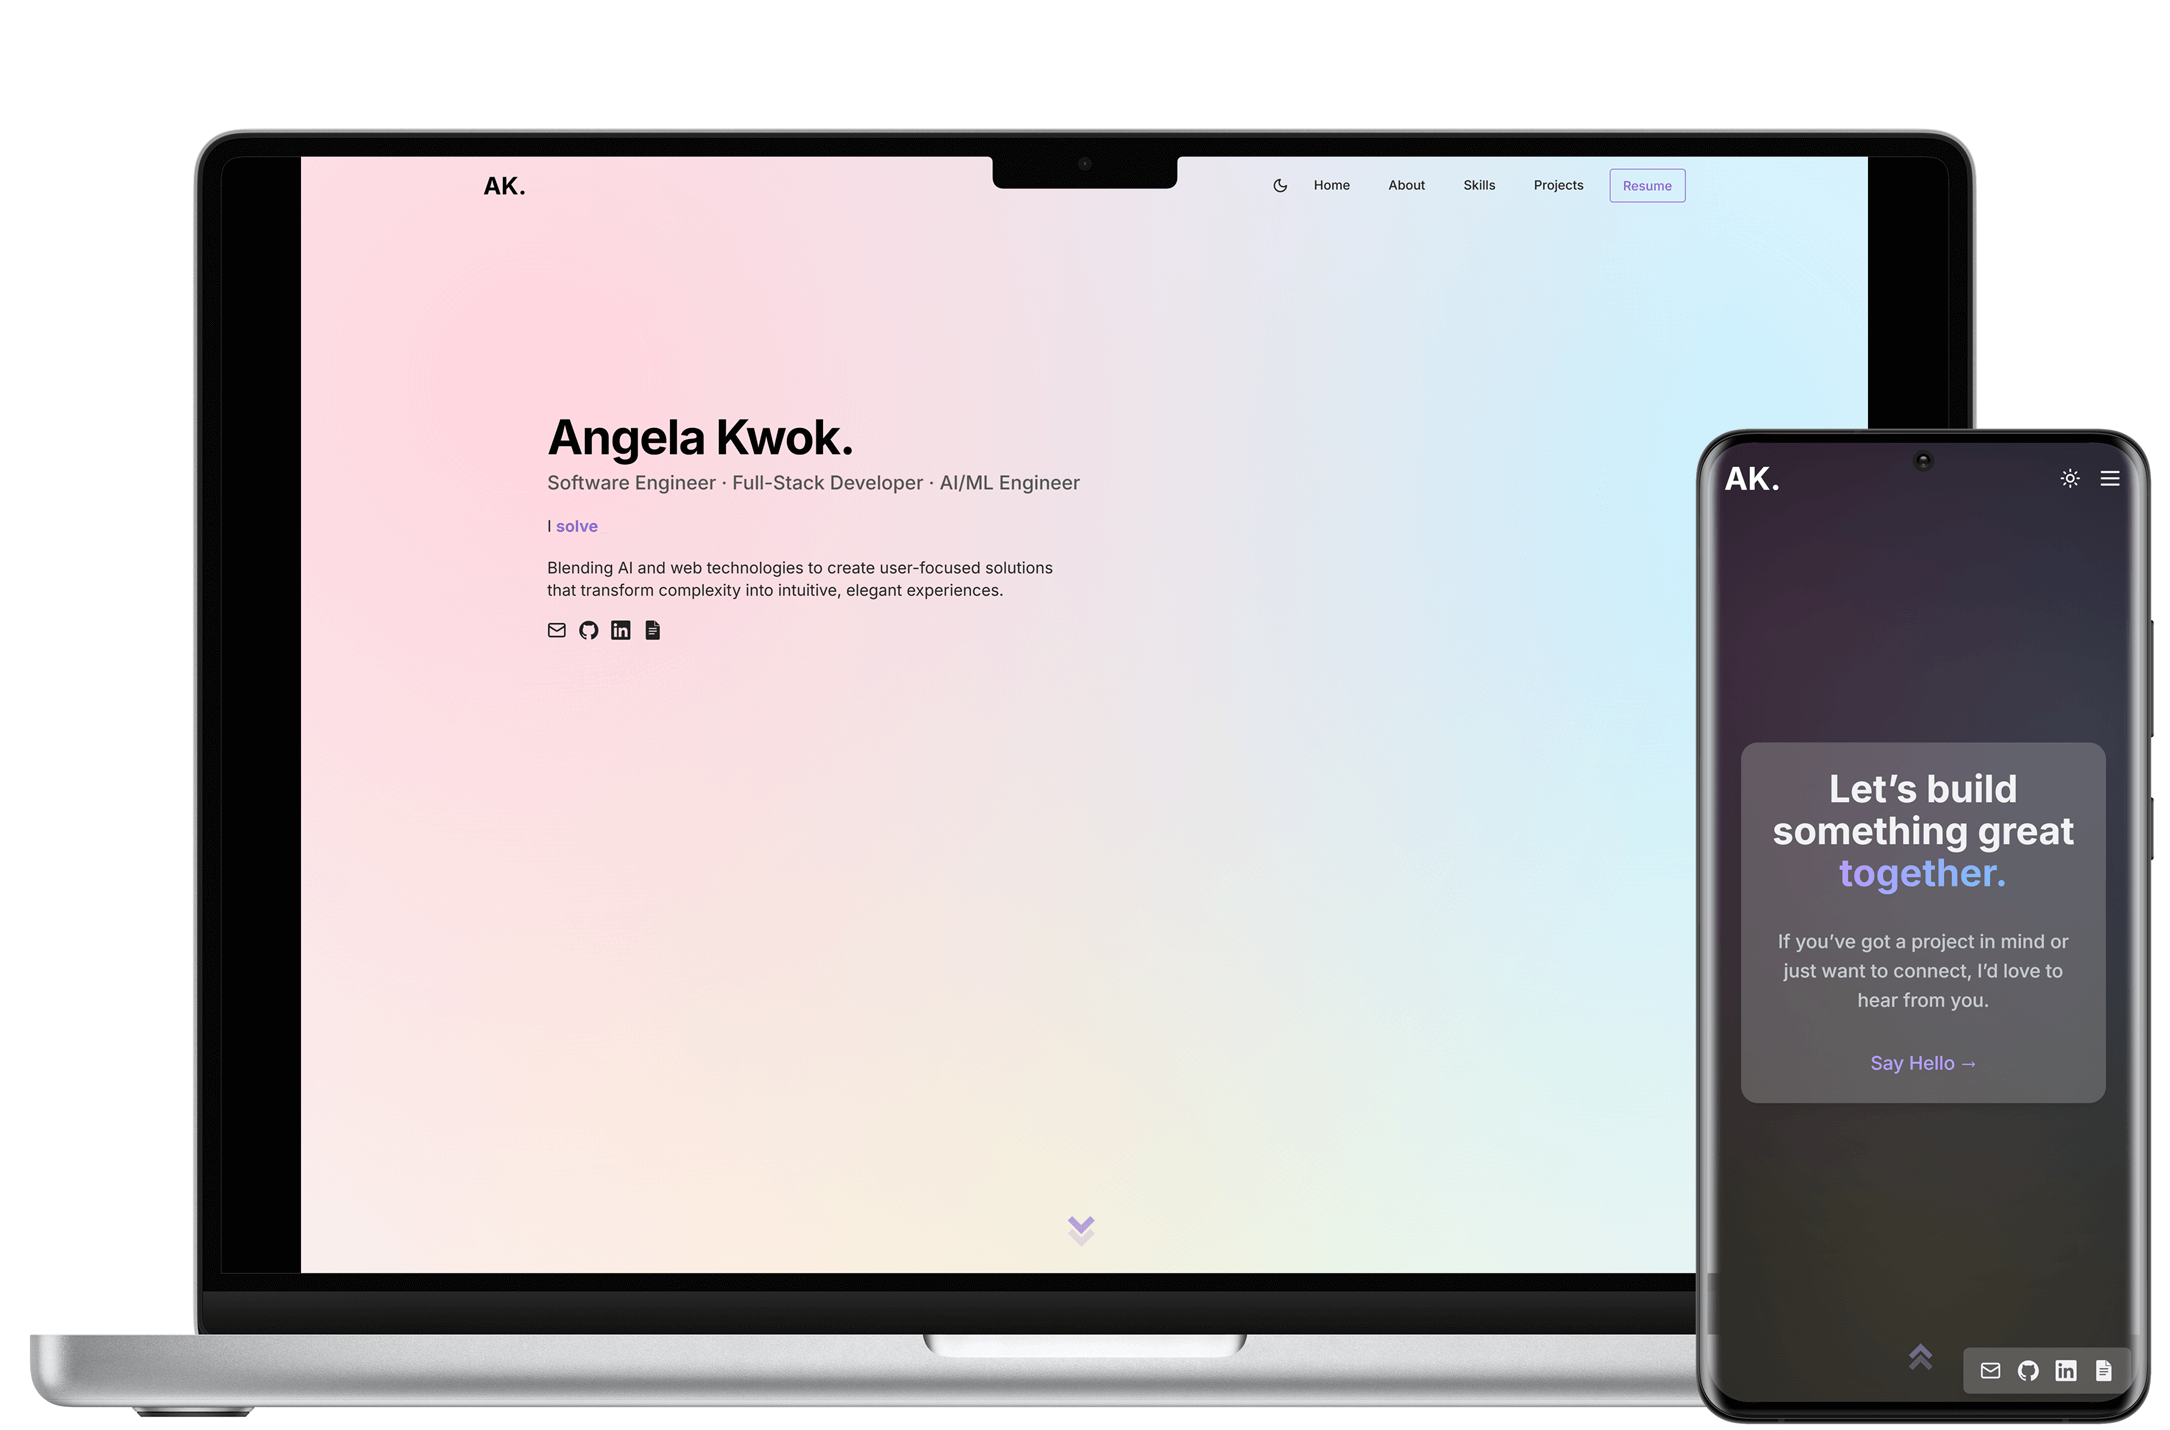 AK.
Home
About
Skills
Projects
Resume
Angela Kwok.
Software Engineer · Full-Stack Developer · AI/ML Engineer
I solve
Blending AI and web technologies to create user-focused solutions
that transform complexity into intuitive, elegant experiences.
in
AK.
Let’s build
something great
together.
If you’ve got a project in mind or
just want to connect, I’d love to
hear from you.
Say Hello →
in